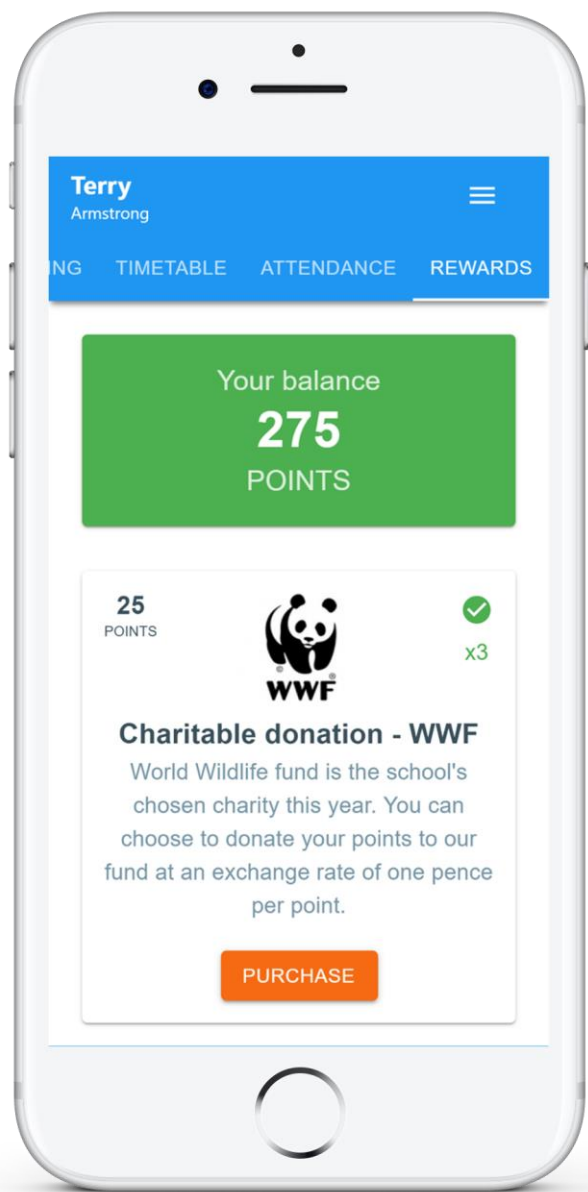 Terry
Armstrong
ING TIMETABLE ATTENDANCE REWARDS
Your balance
275
POINTS
25
POINTS
x3
WWF
Charitable donation - WWF
World Wildlife fund is the school's
chosen charity this year. You can
choose to donate your points to our
fund at an exchange rate of one pence
per point.
PURCHASE